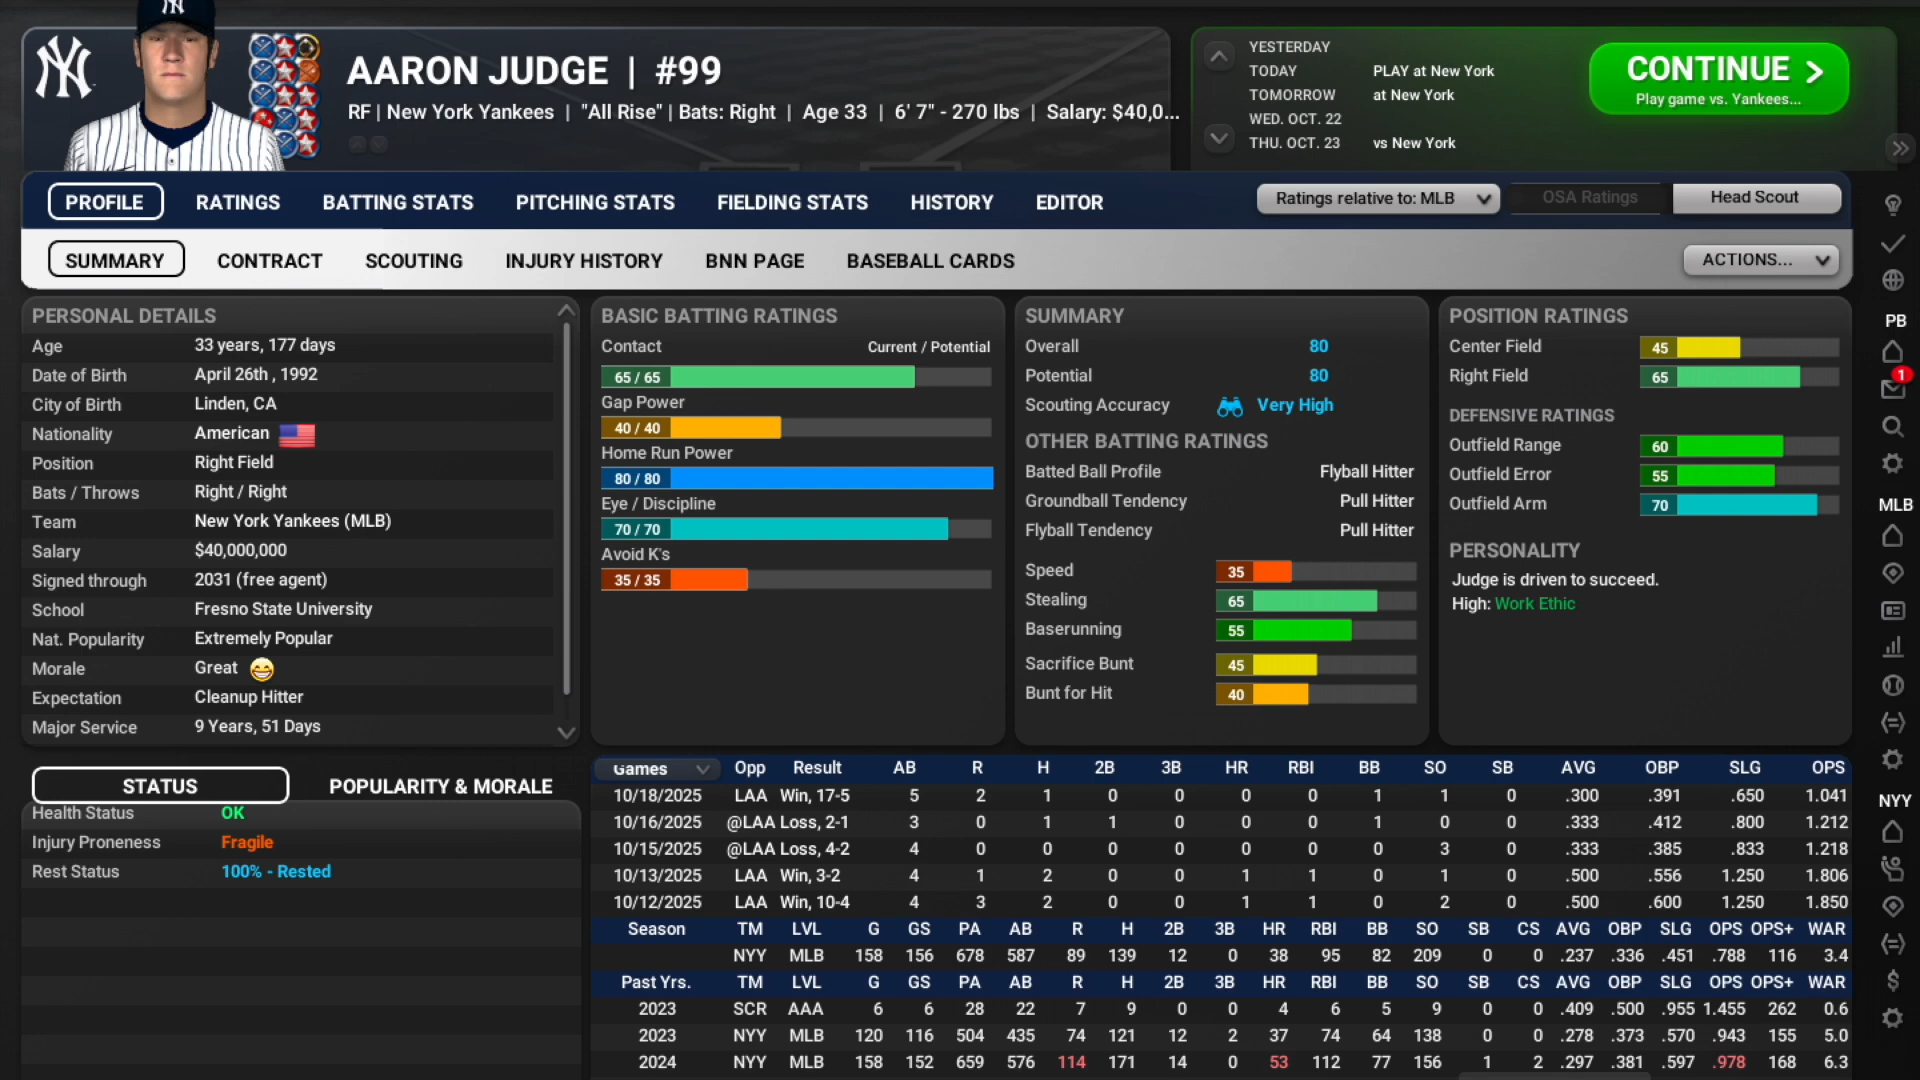 AARON JUDGE | #99
RF | New York Yankees | "All Rise" | Bats: Right | Age 33 | 6' 7" - 270 lbs | Salary: $40,0...
YESTERDAY
TODAY PLAY at New York
TOMORROW at New York
WED. OCT. 22
THU. OCT. 23 vs New York
CONTINUE
Play game vs. Yankees...
PROFILE RATINGS BATTING STATS PITCHING STATS FIELDING STATS HISTORY EDITOR
Ratings relative to: MLB OSA Ratings Head Scout
SUMMARY CONTRACT SCOUTING INJURY HISTORY BNN PAGE BASEBALL CARDS
ACTIONS...
PERSONAL DETAILS
Age 33 years, 177 days
Date of Birth April 26th , 1992
City of Birth Linden, CA
Nationality American
Position Right Field
Bats / Throws Right / Right
Team New York Yankees (MLB)
Salary $40,000,000
Signed through 2031 (free agent)
School Fresno State University
Nat. Popularity Extremely Popular
Morale Great
Expectation Cleanup Hitter
Major Service 9 Years, 51 Days
BASIC BATTING RATINGS
Contact Current / Potential
65 / 65
Gap Power
40 / 40
Home Run Power
80 / 80
Eye / Discipline
70 / 70
Avoid K's
35 / 35
SUMMARY
Overall 80
Potential 80
Scouting Accuracy Very High
OTHER BATTING RATINGS
Batted Ball Profile Flyball Hitter
Groundball Tendency Pull Hitter
Flyball Tendency Pull Hitter
Speed 35
Stealing 65
Baserunning 55
Sacrifice Bunt 45
Bunt for Hit 40
POSITION RATINGS
Center Field 45
Right Field 65
DEFENSIVE RATINGS
Outfield Range 60
Outfield Error 55
Outfield Arm 70
PERSONALITY
Judge is driven to succeed.
High: Work Ethic
STATUS POPULARITY & MORALE
Health Status OK
Injury Proneness Fragile
Rest Status 100% - Rested
Games Opp Result AB R H 2B 3B HR RBI BB SO SB AVG OBP SLG OPS
10/18/2025 LAA Win, 17-5 5 2 1 0 0 0 0 1 1 0 .300 .391 .650 1.041
10/16/2025 @LAA Loss, 2-1 3 0 1 1 0 0 0 1 0 0 .333 .412 .800 1.212
10/15/2025 @LAA Loss, 4-2 4 0 0 0 0 0 0 0 3 0 .333 .385 .833 1.218
10/13/2025 LAA Win, 3-2 4 1 2 0 0 1 1 0 1 0 .500 .556 1.250 1.806
10/12/2025 LAA Win, 10-4 4 3 2 0 0 1 1 0 2 0 .500 .600 1.250 1.850
Season TM LVL G GS PA AB R H 2B 3B HR RBI BB SO SB CS AVG OBP SLG OPS OPS+ WAR
NYY MLB 158 156 678 587 89 139 12 0 38 95 82 209 0 0 .237 .336 .451 .788 116 3.4
Past Yrs. TM LVL G GS PA AB R H 2B 3B HR RBI BB SO SB CS AVG OBP SLG OPS OPS+ WAR
2023 SCR AAA 6 6 28 22 7 9 0 0 4 6 5 9 0 0 .409 .500 .955 1.455 262 0.6
2023 NYY MLB 120 116 504 435 74 121 12 2 37 74 64 138 0 0 .278 .373 .570 .943 155 5.0
2024 NYY MLB 158 152 659 576 114 171 14 0 53 112 77 156 1 2 .297 .381 .597 .978 168 6.3
PB
1
MLB
NYY